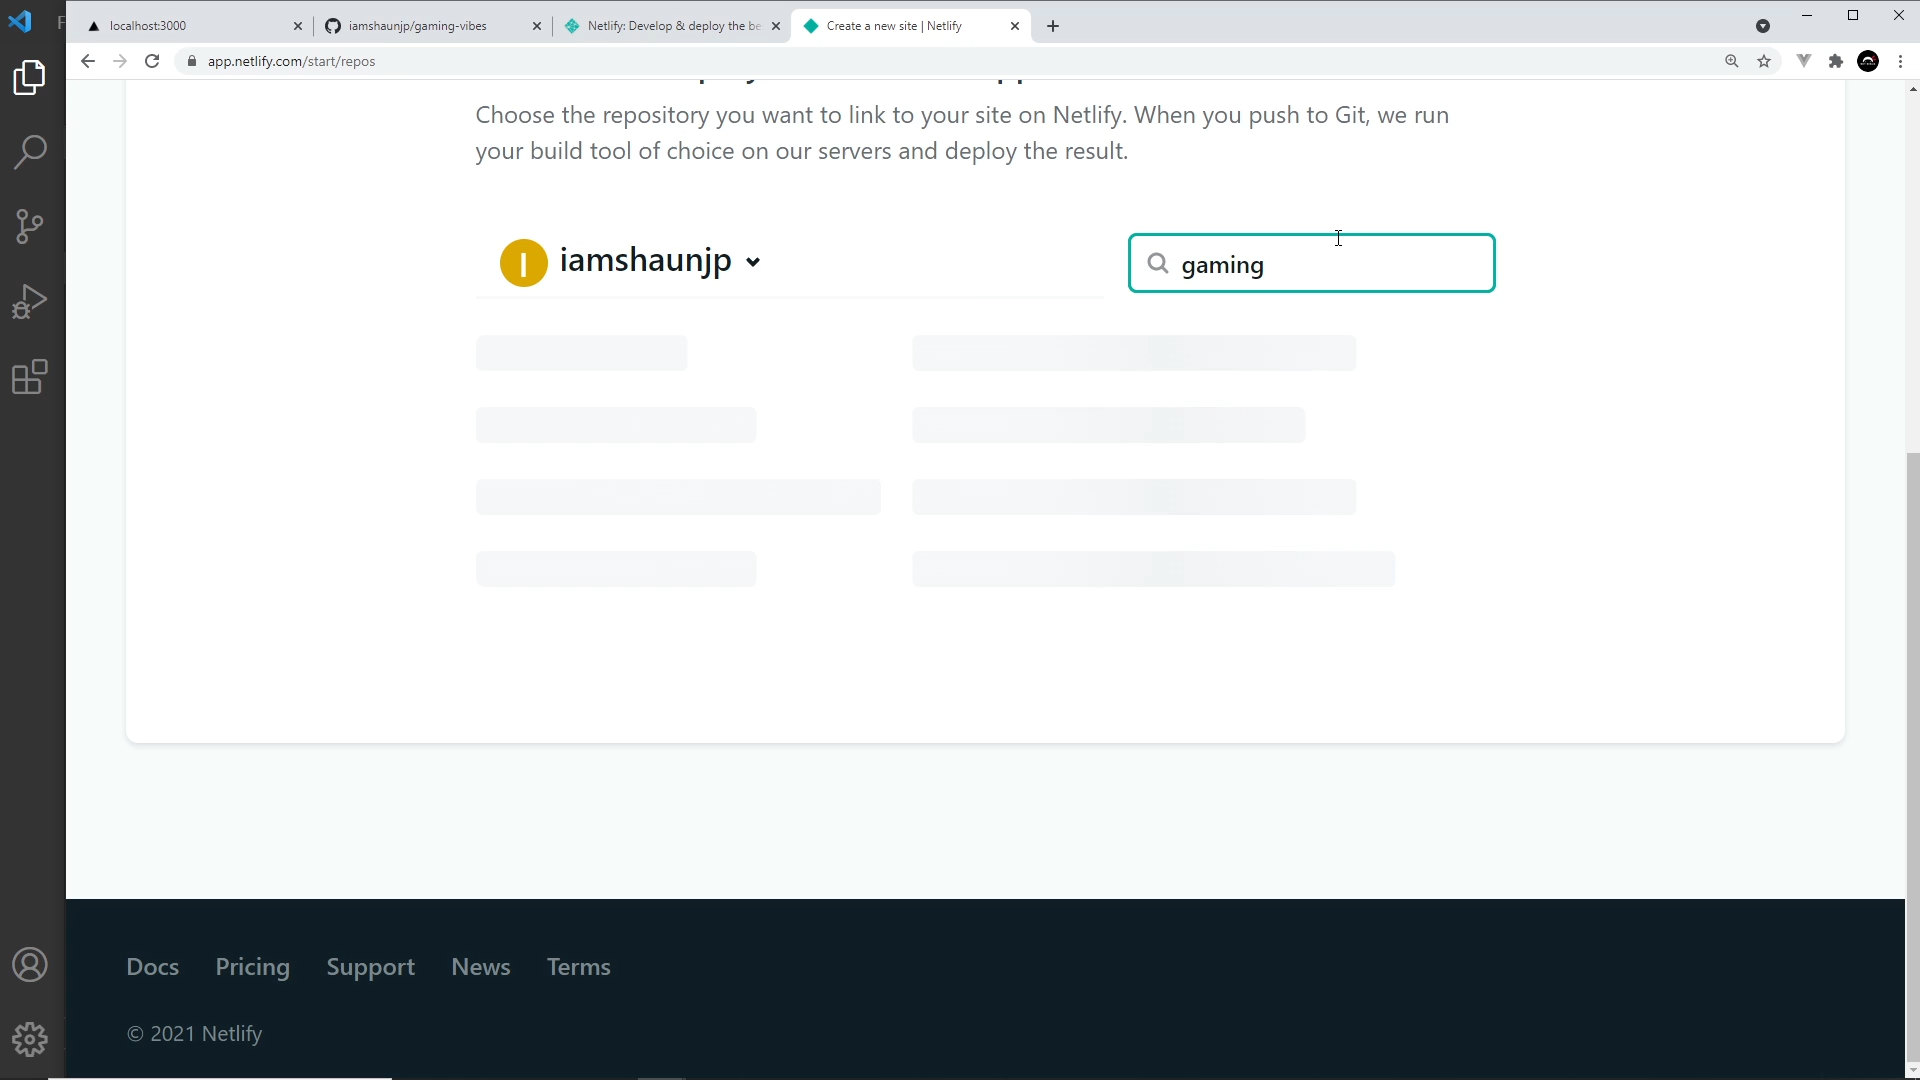 localhost:3000
iamshaunjp/gaming-vibes
Netlify: Develop & deploy the be
Create a new site | Netlify
app.netlify.com/start/repos
Choose the repository you want to link to your site on Netlify. When you push to Git, we run
your build tool of choice on our servers and deploy the result.
I
iamshaunjp
gaming
Docs
Pricing
Support
News
Terms
© 2021 Netlify